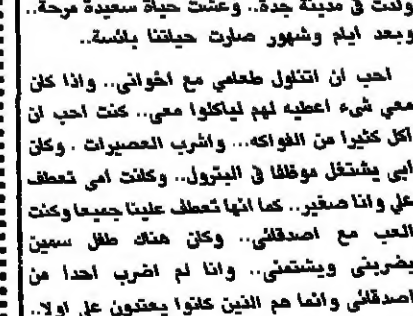 ولدت في مدينة جدة.. وعشت حياة سعيدة مرحة..
وبعد ايام وشهور صارت حياتنا بائسة..
احب ان اتناول طعامي مع اخواني.. واذا كان
معي شيء اعطيه لهم لياكلوا معي.. كنت احب ان
اكل كثيرا من الفواكه... واشرب العصيرات . وكان
ابي يشتغل موظفا في البترول.. وكانت امي تعطف
علي وانا صغير.. كما انها تعطف علينا جميعا وكنت
العب مع اصدقائي.. وكان هناك طفل سمين
يضربني ويشتمني.. وانا لم اضرب احدا من
اصدقائي وانما هم الذين كانوا يعتدون علي اولا..